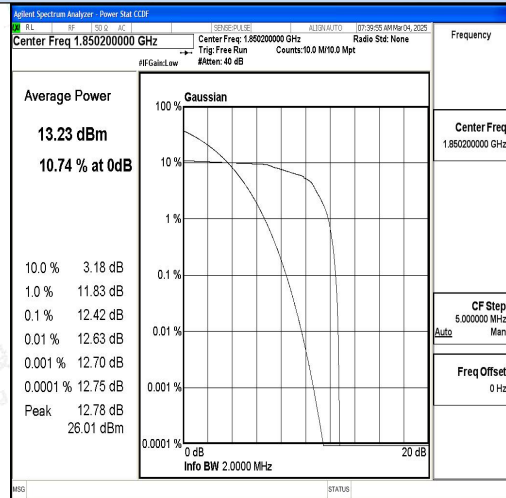 Agilent Spectrum Analyzer - Power Stat CCDF
RL RF 50 Ω AC SENSE:PULSE ALIGN AUTO 07:39:55 AM Mar 04, 2025
Center Freq 1.850200000 GHz
Center Freq: 1.850200000 GHz Radio Std: None
Trig: Free Run Counts:10.0 M/10.0 Mpt
#IFGain:Low #Atten: 40 dB
Frequency
Average Power
13.23 dBm
10.74 % at 0dB
10.0 % 3.18 dB
1.0 % 11.83 dB
0.1 % 12.42 dB
0.01 % 12.63 dB
0.001 % 12.70 dB
0.0001 % 12.75 dB
Peak 12.78 dB
26.01 dBm
Gaussian
100 %
10 %
1 %
0.1 %
0.01 %
0.001 %
0.0001 %
0 dB 20 dB
Info BW 2.0000 MHz
Center Freq
1.850200000 GHz
CF Step
5.000000 MHz
Auto Man
Freq Offset
0 Hz
MSG STATUS